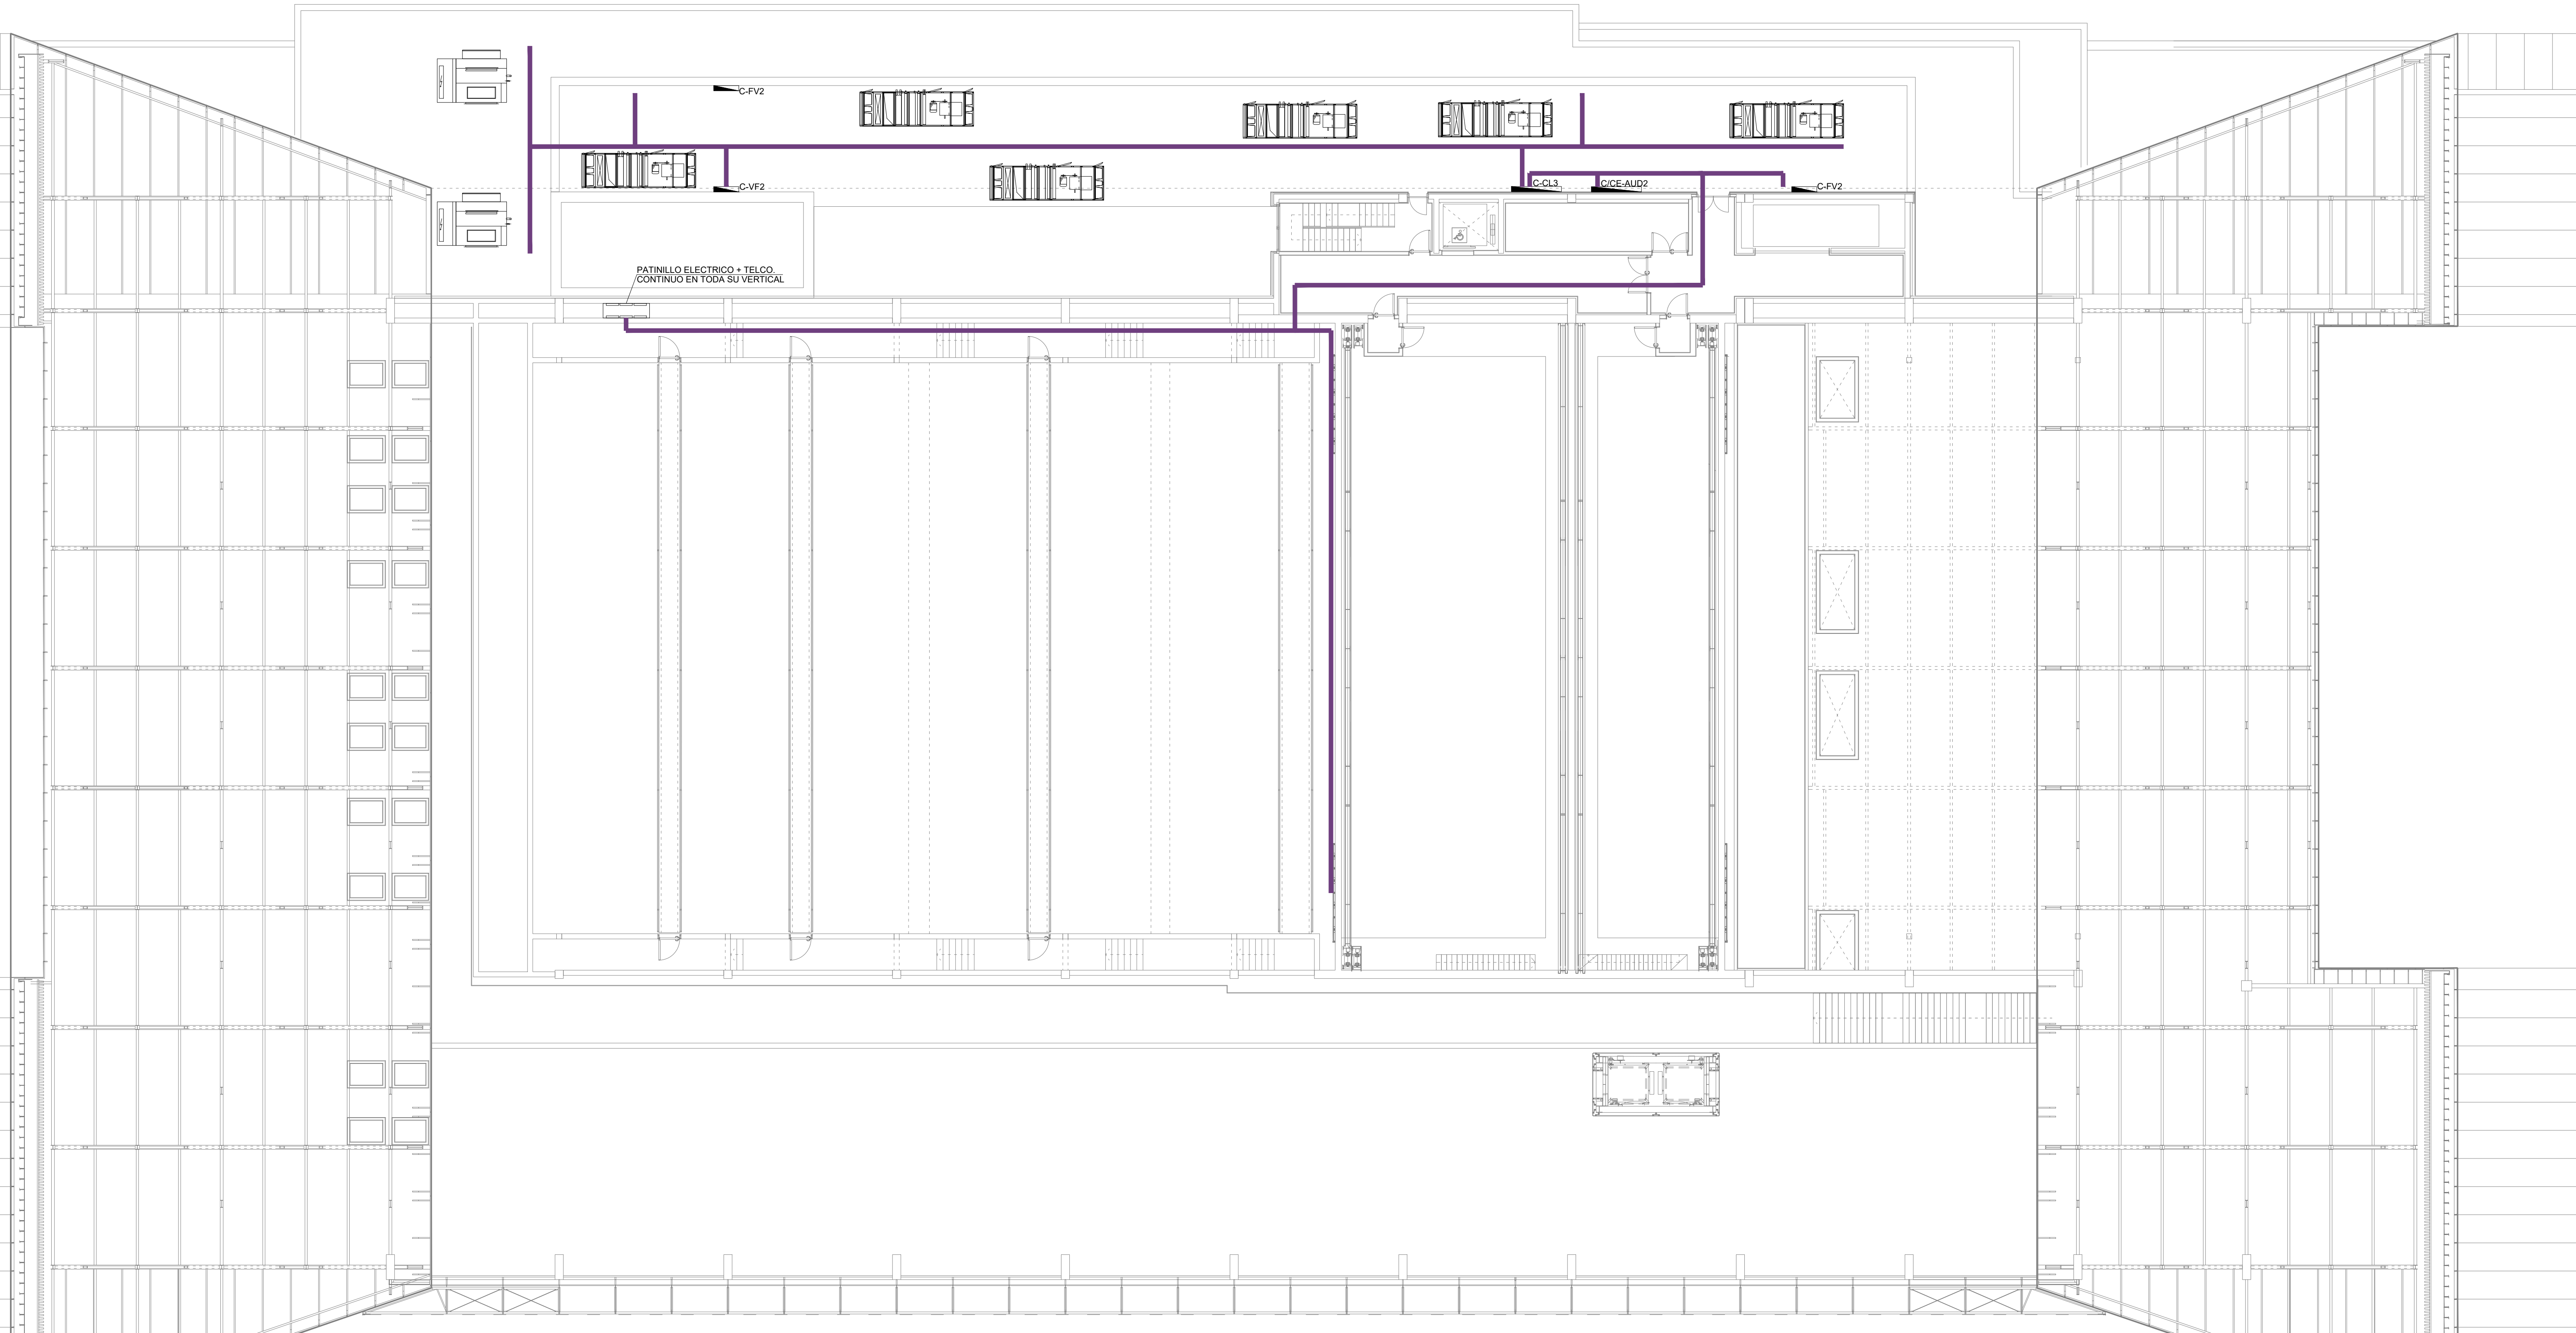 C-FV2
C-VF2
C-CL3
C/CE-AUD2
C-FV2
PATINILLO ELECTRICO + TELCO.
CONTINUO EN TODA SU VERTICAL